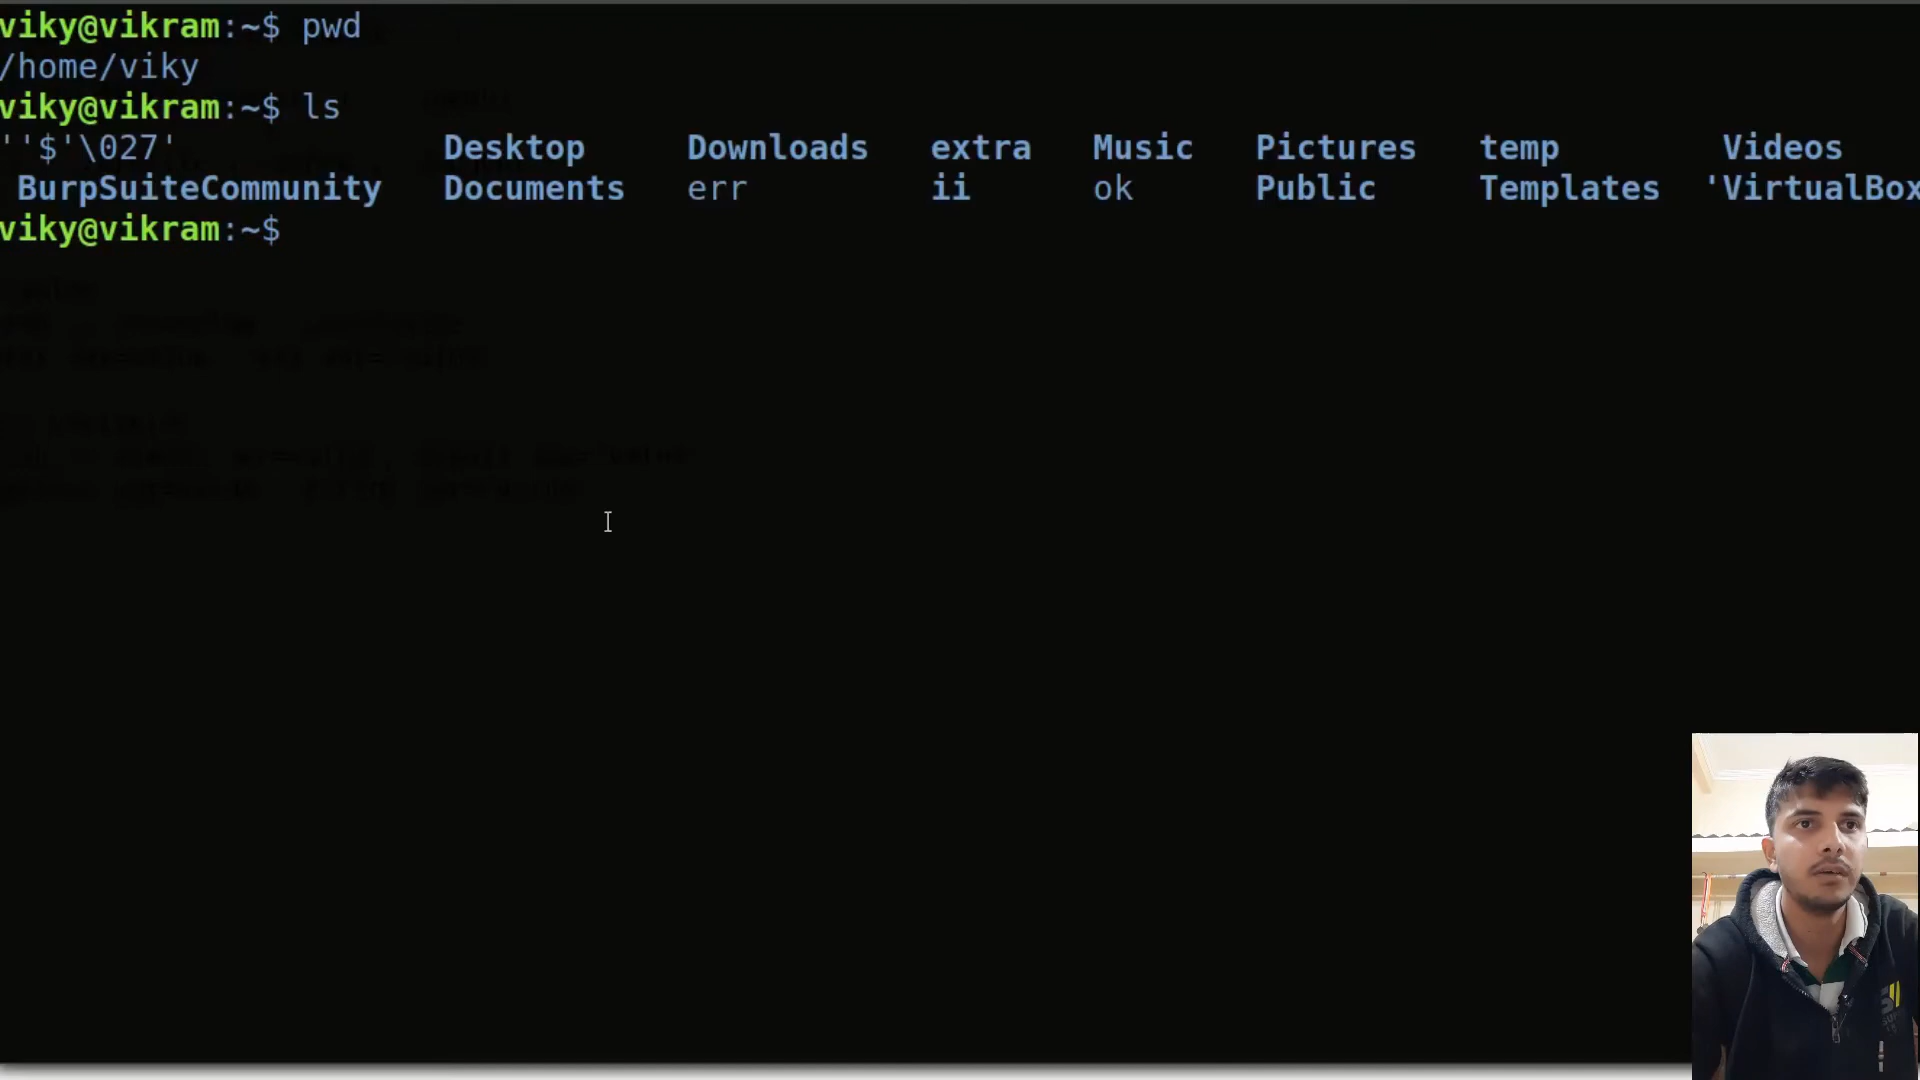 viky@vikram:~$ pwd
/home/viky
viky@vikram:~$ ls
''$'\027' Desktop Downloads extra Music Pictures temp Videos
BurpSuiteCommunity Documents err ii ok Public Templates 'VirtualBox
viky@vikram:~$